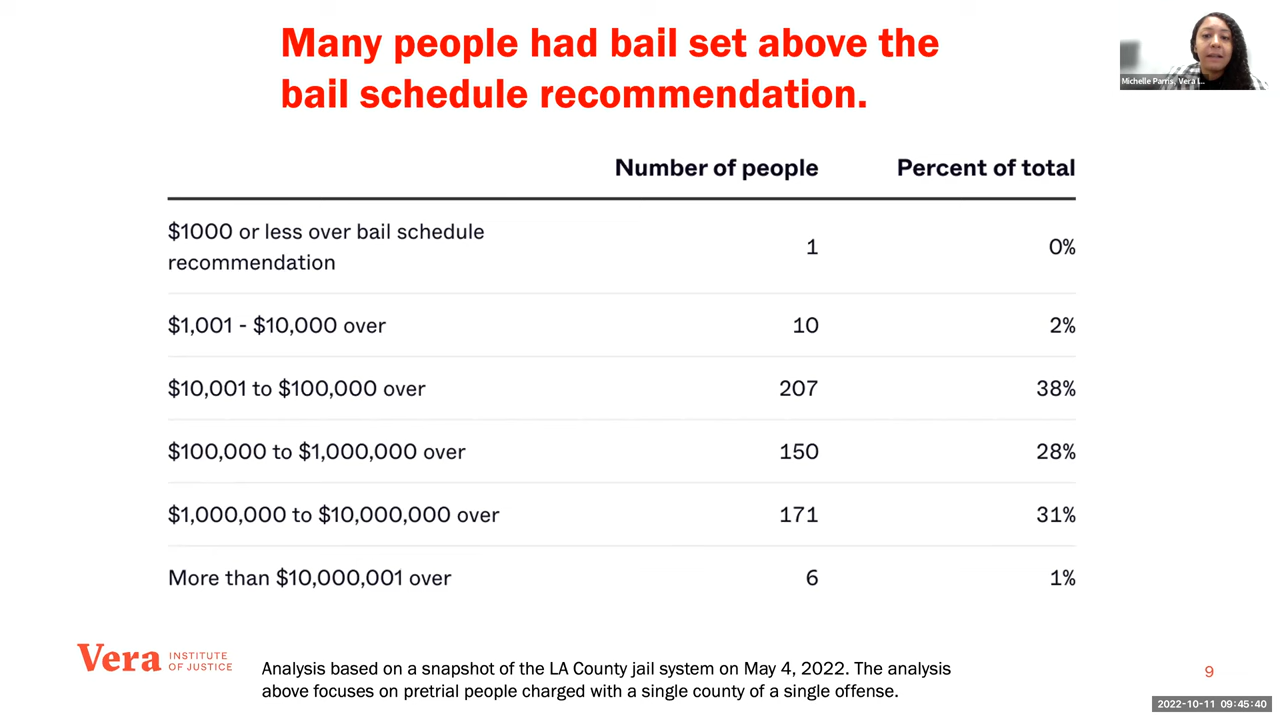 Many people had bail set above the
bail schedule recommendation.
Michelle Parris, Vera I...
Number of people Percent of total
$1000 or less over bail schedule
recommendation 1 0%
$1,001 - $10,000 over 10 2%
$10,001 to $100,000 over 207 38%
$100,000 to $1,000,000 over 150 28%
$1,000,000 to $10,000,000 over 171 31%
More than $10,000,001 over 6 1%
Vera INSTITUTE
OF JUSTICE
Analysis based on a snapshot of the LA County jail system on May 4, 2022. The analysis
above focuses on pretrial people charged with a single county of a single offense.
9
2022-10-11 09:45:40